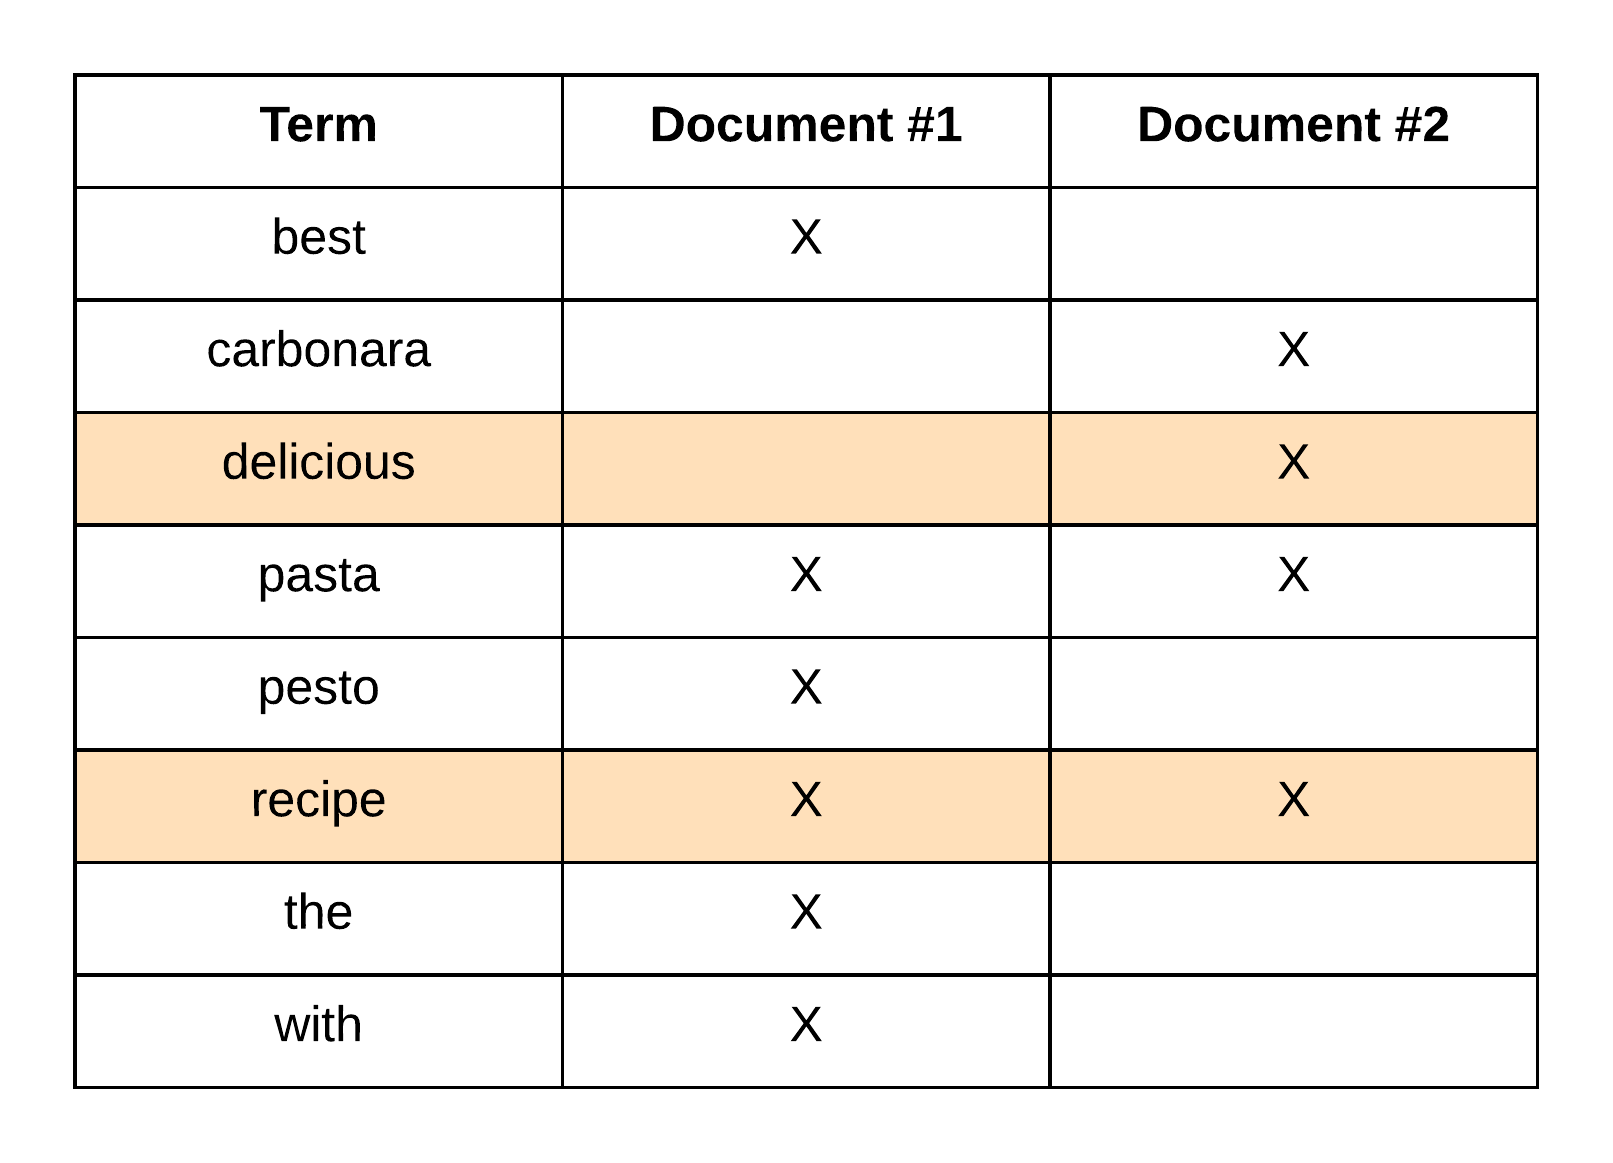 Term Document #1 Document #2
best X
carbonara X
delicious X
pasta X X
pesto X
recipe X X
the X
with X